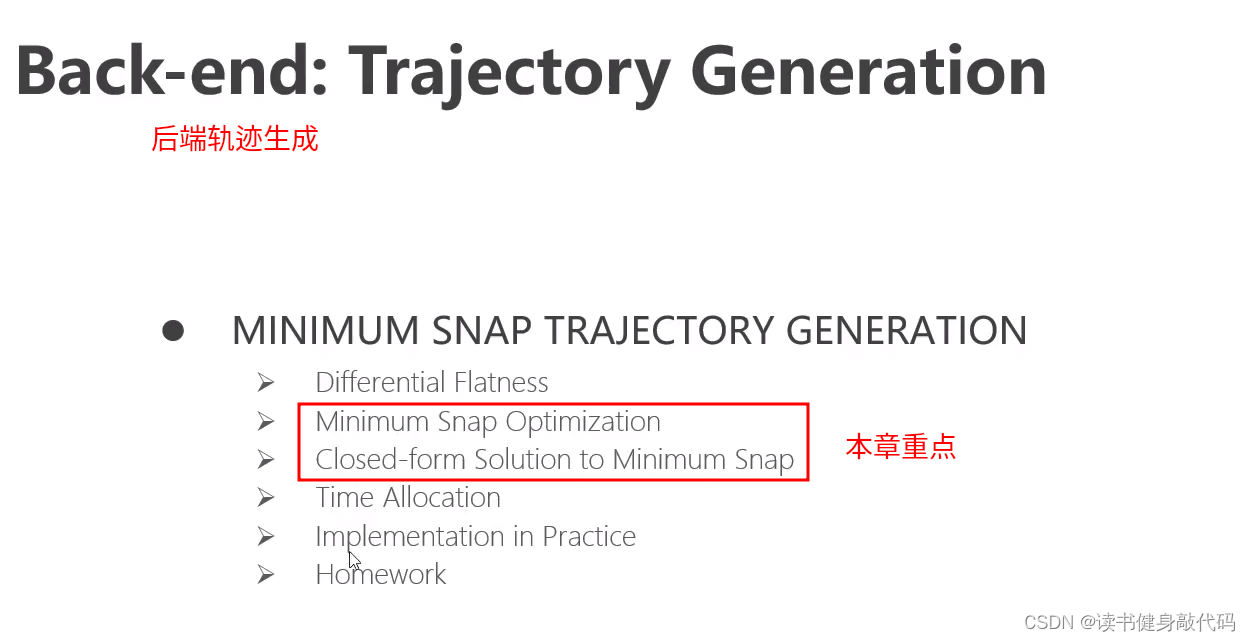 Back-end: Trajectory Generation
后端轨迹生成
MINIMUM SNAP TRAJECTORY GENERATION
Differential Flatness
Minimum Snap Optimization
Closed-form Solution to Minimum Snap
本章重点
Time Allocation
Implementation in Practice
Homework
CSDN @读书健身敲代码